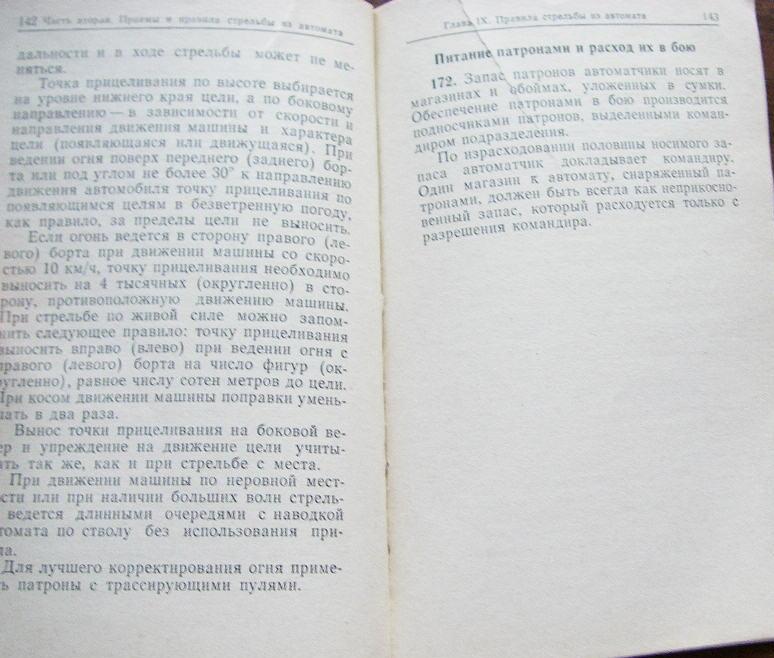 142 Часть вторая. Приемы и правила стрельбы из автомата
дальности и в ходе стрельбы может не ме-
няться.
Точка прицеливания по высоте выбирается
на уровне нижнего края цели, а по боковому
направлению — в зависимости от скорости и
направления движения машины и характера
цели (появляющаяся или движущаяся). При
ведении огня поверх переднего (заднего) бор-
та или под углом не более 30° к направлению
движения автомобиля точку прицеливания по
появляющимся целям в безветренную погоду,
как правило, за пределы цели не выносить.
Если огонь ведется в сторону правого (ле-
вого) борта при движении машины со скоро-
стью 10 км/ч, точку прицеливания необходимо
выносить на 4 тысячных (округленно) в сто-
рону, противоположную движению машины.
При стрельбе по живой силе можно запом-
нить следующее правило: точку прицеливания
выносить вправо (влево) при ведении огня с
правого (левого) борта на число фигур (ок-
ругленно), равное числу сотен метров до цели.
При косом движении машины поправки умень-
шать в два раза.
Вынос точки прицеливания на боковой ве-
ер и упреждение на движение цели учиты-
ать так же, как и при стрельбе с места.
При движении машины по неровной мест-
ости или при наличии больших волн стрель-
ведется длинными очередями с наводкой
томата по стволу без использования при-
ла.
Для лучшего корректирования огня приме-
ь патроны с трассирующими пулями.
Глава IX. Правила стрельбы из автомата 143
Питание патронами и расход их в бою
172. Запас патронов автоматчики носят в
магазинах и обоймах, уложенных в сумки.
Обеспечение патронами в бою производится
подносчиками патронов, выделенными коман-
диром подразделения.
По израсходовании половины носимого за-
паса автоматчик докладывает командиру.
Один магазин к автомату, снаряженный па-
тронами, должен быть всегда как неприкосно-
венный запас, который расходуется только с
разрешения командира.